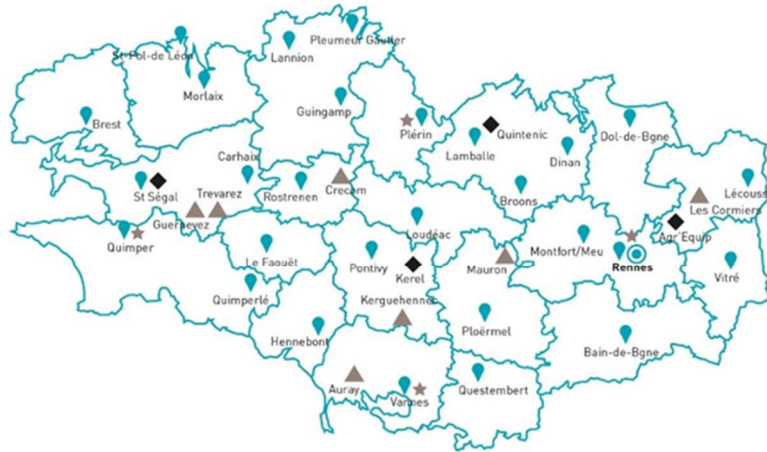 Pleumeur Gautier
St-Pol-de Léon
Lannion
Morlaix
Guingamp
Brest
Plérin
Quintenic
Dol-de-Bgne
Lamballe
Dinan
Carhaix
Crecom
St Ségal
Trevarez
Rostrenen
Broons
Lécousse
Les Cormiers
Guernevez
Loudéac
Agr'Equip
Quimper
Montfort/Meu
Le Faouët
Pontivy
Kerel
Mauron
Rennes
Vitré
Quimperlé
Kerguehennec
Ploërmel
Hennebont
Bain-de-Bgne
Auray
Vannes
Questembert